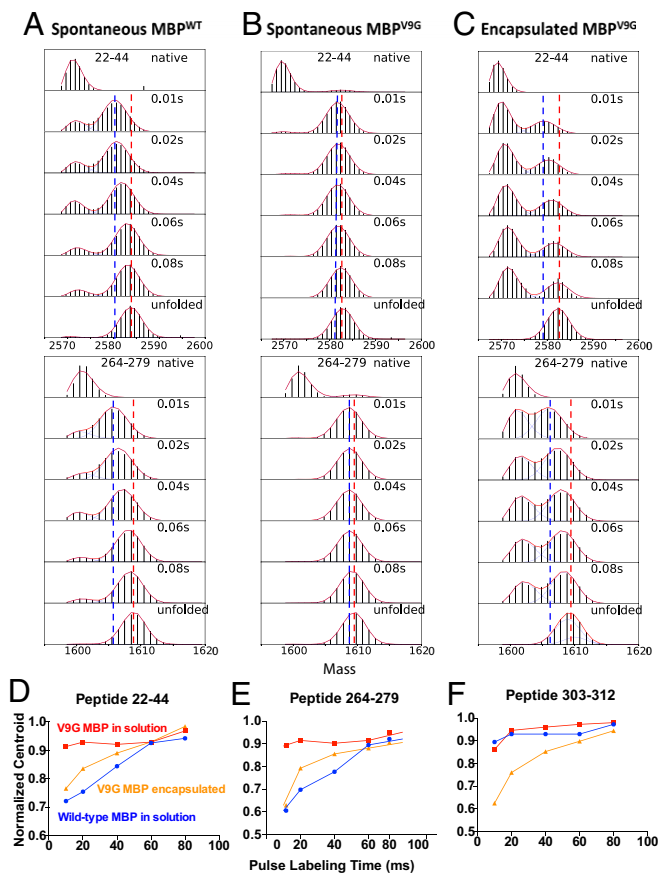 A Spontaneous MBP^WT
B Spontaneous MBP^V9G
C Encapsulated MBP^V9G
22-44 native
0.01s
0.02s
0.04s
0.06s
0.08s
unfolded
2570 2580 2590 2600
22-44 native
0.01s
0.02s
0.04s
0.06s
0.08s
unfolded
2570 2580 2590 2600
22-44 native
0.01s
0.02s
0.04s
0.06s
0.08s
unfolded
2570 2580 2590 2600
264-279 native
0.01s
0.02s
0.04s
0.06s
0.08s
unfolded
1600 1610 1620
264-279 native
0.01s
0.02s
0.04s
0.06s
0.08s
unfolded
1600 1610 1620
264-279 native
0.01s
0.02s
0.04s
0.06s
0.08s
unfolded
1600 1610 1620
Mass
D Peptide 22-44
Normalized Centroid
1.0
0.9
0.8
0.7
0.6
V9G MBP in solution
V9G MBP encapsulated
Wild-type MBP in solution
0 20 40 60 80
E Peptide 264-279
1.0
0.9
0.8
0.7
0.6
0.5
0 20 40 60 80 100
F Peptide 303-312
1.0
0.9
0.8
0.7
0.6
0.5
0 20 40 60 80 100
Pulse Labeling Time (ms)